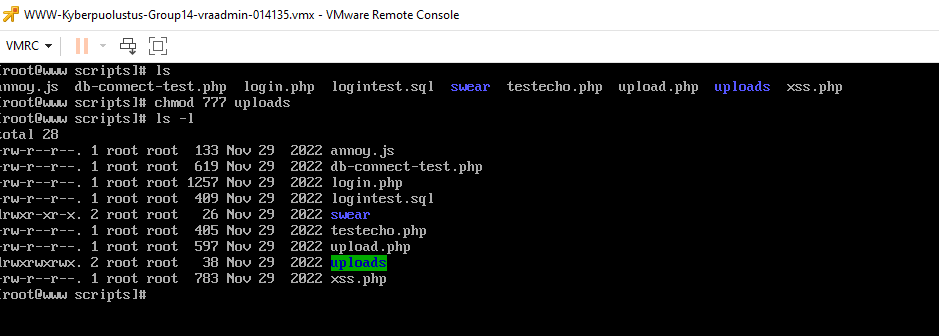 WWW-Kyberpuolustus-Group14-vraadmin-014135.vmx - VMware Remote Console
VMRC
[root@www scripts]# ls
annoy.js db-connect-test.php login.php logintest.sql swear testecho.php upload.php uploads xss.php
[root@www scripts]# chmod 777 uploads
[root@www scripts]# ls -l
total 28
-rw-r--r--. 1 root root 133 Nov 29 2022 annoy.js
-rw-r--r--. 1 root root 619 Nov 29 2022 db-connect-test.php
-rw-r--r--. 1 root root 1257 Nov 29 2022 login.php
-rw-r--r--. 1 root root 409 Nov 29 2022 logintest.sql
drwxr-xr-x. 2 root root 26 Nov 29 2022 swear
-rw-r--r--. 1 root root 405 Nov 29 2022 testecho.php
-rw-r--r--. 1 root root 597 Nov 29 2022 upload.php
drwxrwxrwx. 2 root root 38 Nov 29 2022 uploads
-rw-r--r--. 1 root root 783 Nov 29 2022 xss.php
[root@www scripts]#